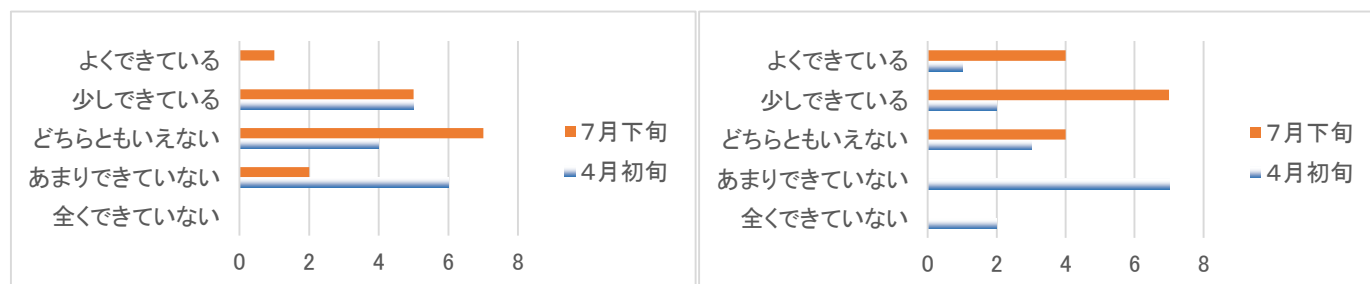 よくできている
少しできている
どちらともいえない
あまりできていない
全くできていない
0 2 4 6 8
７月下旬
４月初旬
よくできている
少しできている
どちらともいえない
あまりできていない
全くできていない
0 2 4 6 8
７月下旬
４月初旬